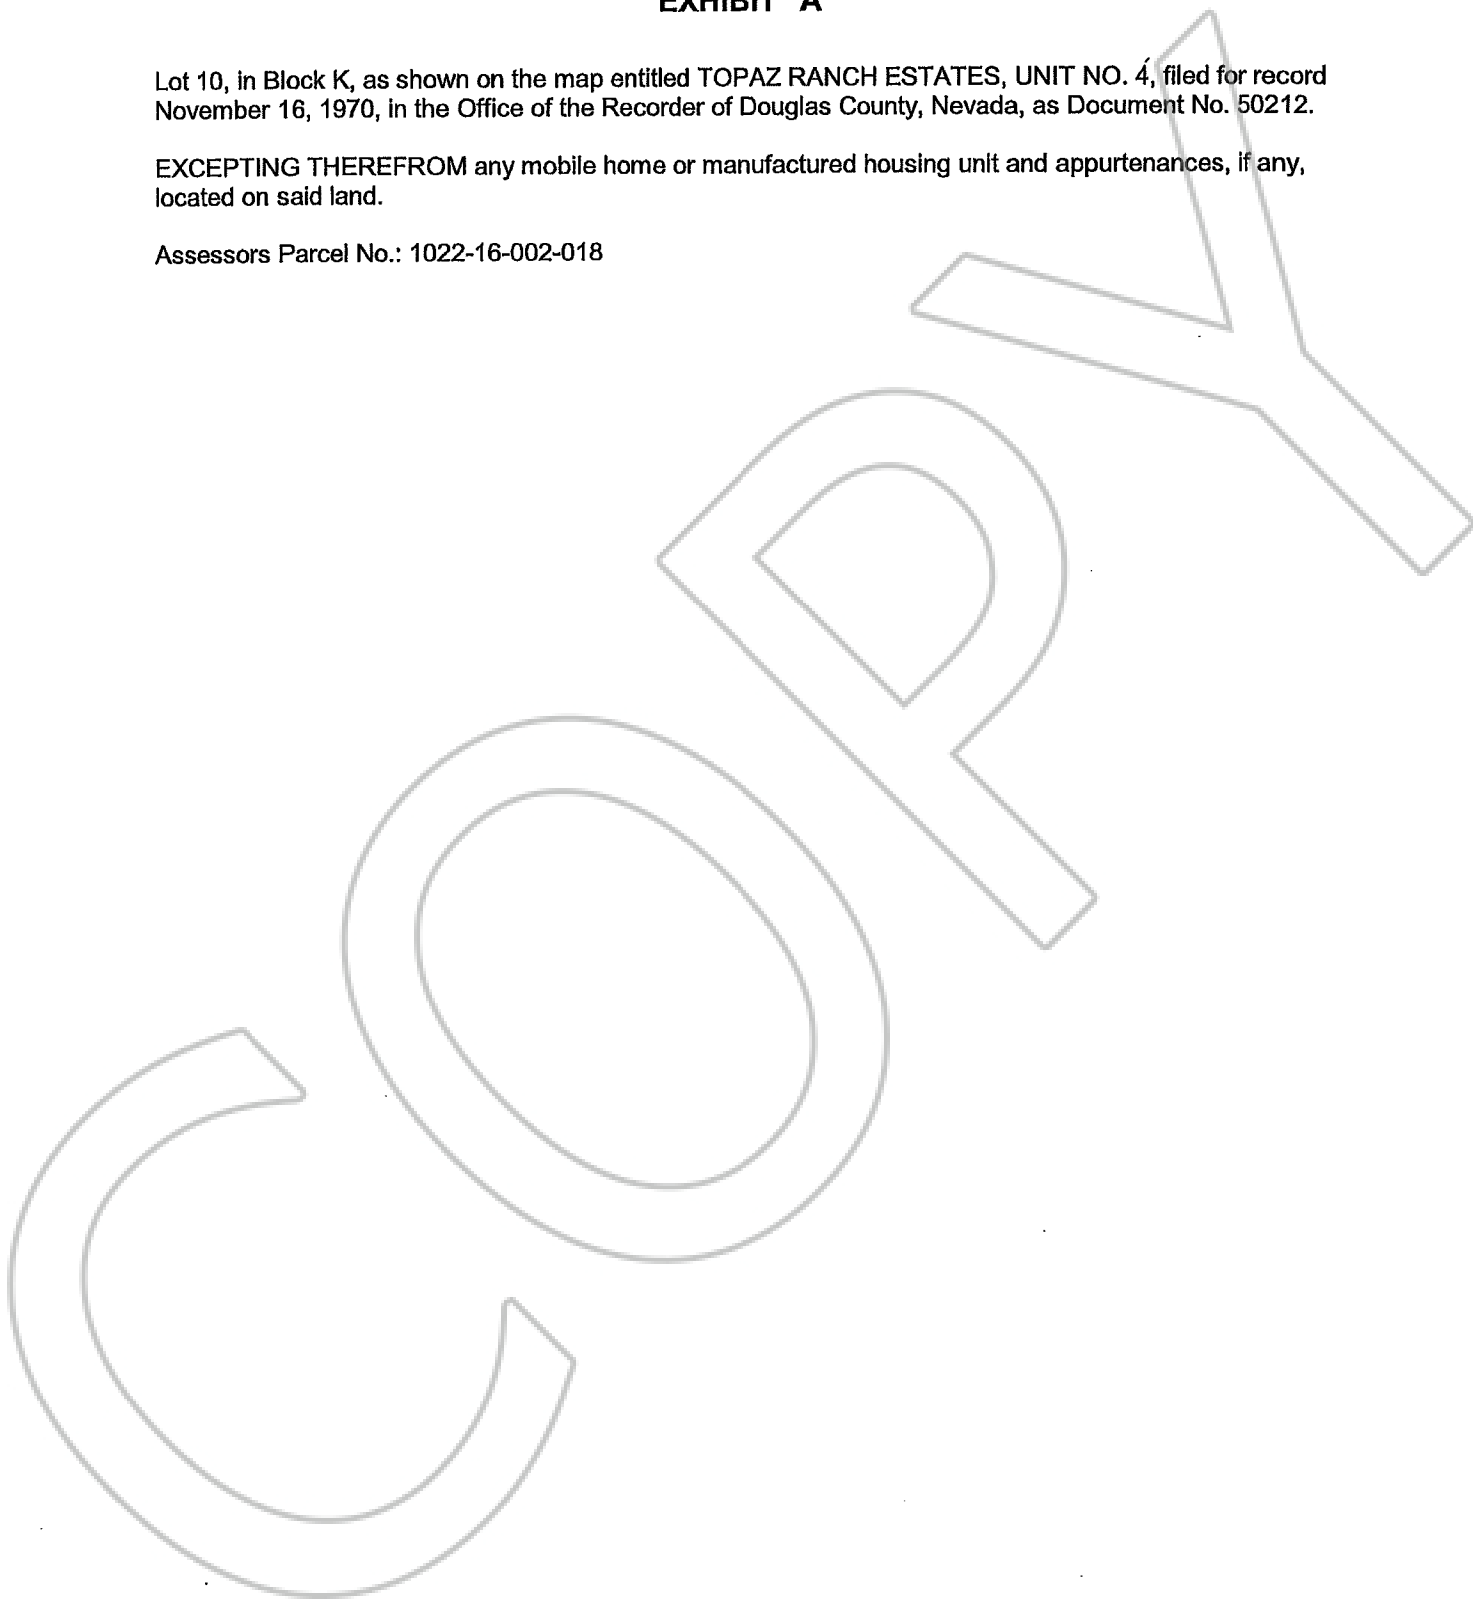 EXHIBIT "A"
Lot 10, in Block K, as shown on the map entitled TOPAZ RANCH ESTATES, UNIT NO. 4, filed for record
November 16, 1970, in the Office of the Recorder of Douglas County, Nevada, as Document No. 50212.
EXCEPTING THEREFROM any mobile home or manufactured housing unit and appurtenances, if any,
located on said land.
Assessors Parcel No.: 1022-16-002-018
COPY